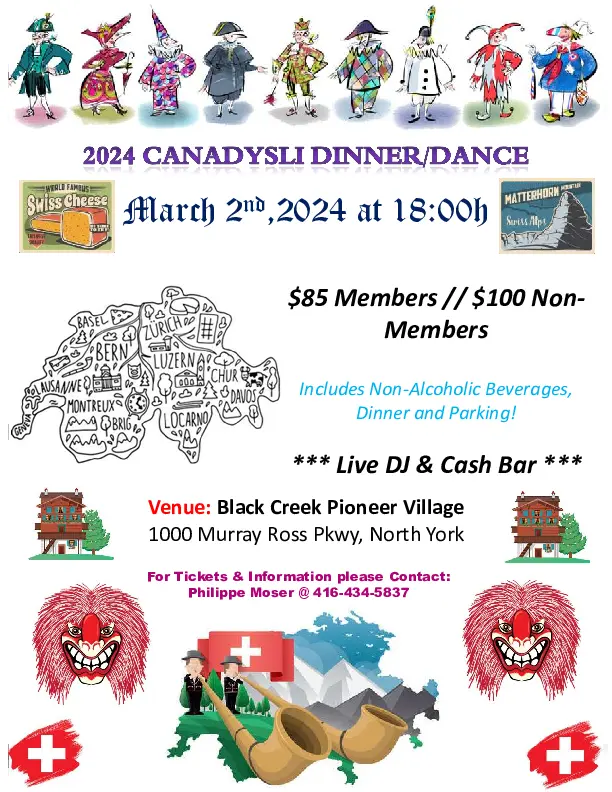 2024 CANADYSLI DINNER/DANCE
WORLD FAMOUS
Swiss Cheese
March 2nd,2024 at 18:00h
MATTERHORN
MOUNTAIN
Swiss Alps
$85 Members // $100 Non-
Members
Includes Non-Alcoholic Beverages,
Dinner and Parking!
*** Live DJ & Cash Bar ***
BASEL
ZÜRICH
BERN
LUZERN
CHUR
LAUSANNE
DAVOS
MONTREUX
GENEVA
BRIG
LOCARNO
Venue: Black Creek Pioneer Village
1000 Murray Ross Pkwy, North York
For Tickets & Information please Contact:
Philippe Moser @ 416-434-5837